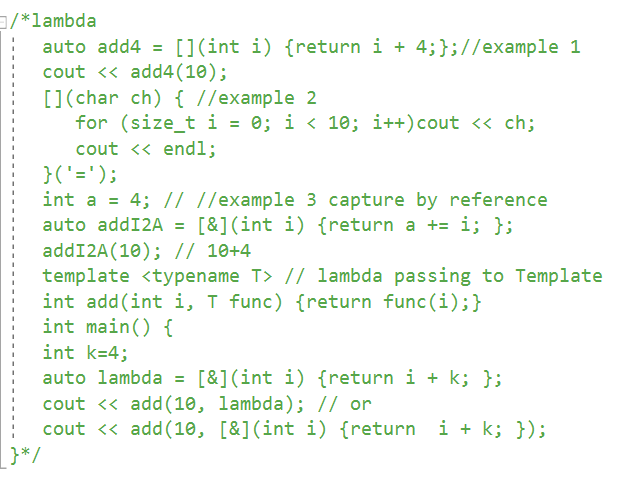 /*lambda
auto add4 = [](int i) {return i + 4;};//example 1
cout << add4(10);
[](char ch) { //example 2
for (size_t i = 0; i < 10; i++)cout << ch;
cout << endl;
}('=');
int a = 4; // //example 3 capture by reference
auto addI2A = [&](int i) {return a += i; };
addI2A(10); // 10+4
template <typename T> // lambda passing to Template
int add(int i, T func) {return func(i);}
int main() {
int k=4;
auto lambda = [&](int i) {return i + k; };
cout << add(10, lambda); // or
cout << add(10, [&](int i) {return  i + k; });
}*/